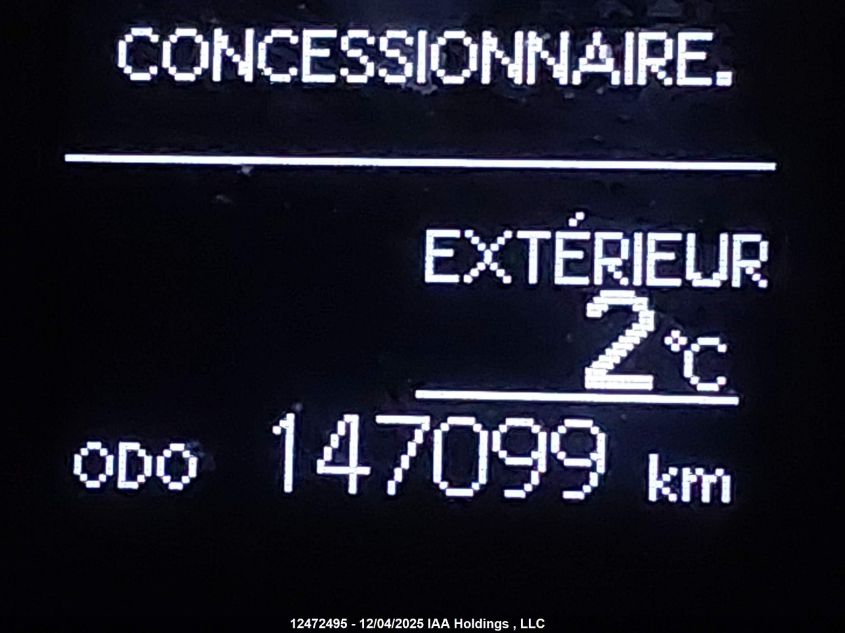 CONCESSIONNAIRE.
EXTÉRIEUR
2°C
ODO 147099 km
12472495 - 12/04/2025 IAA Holdings , LLC